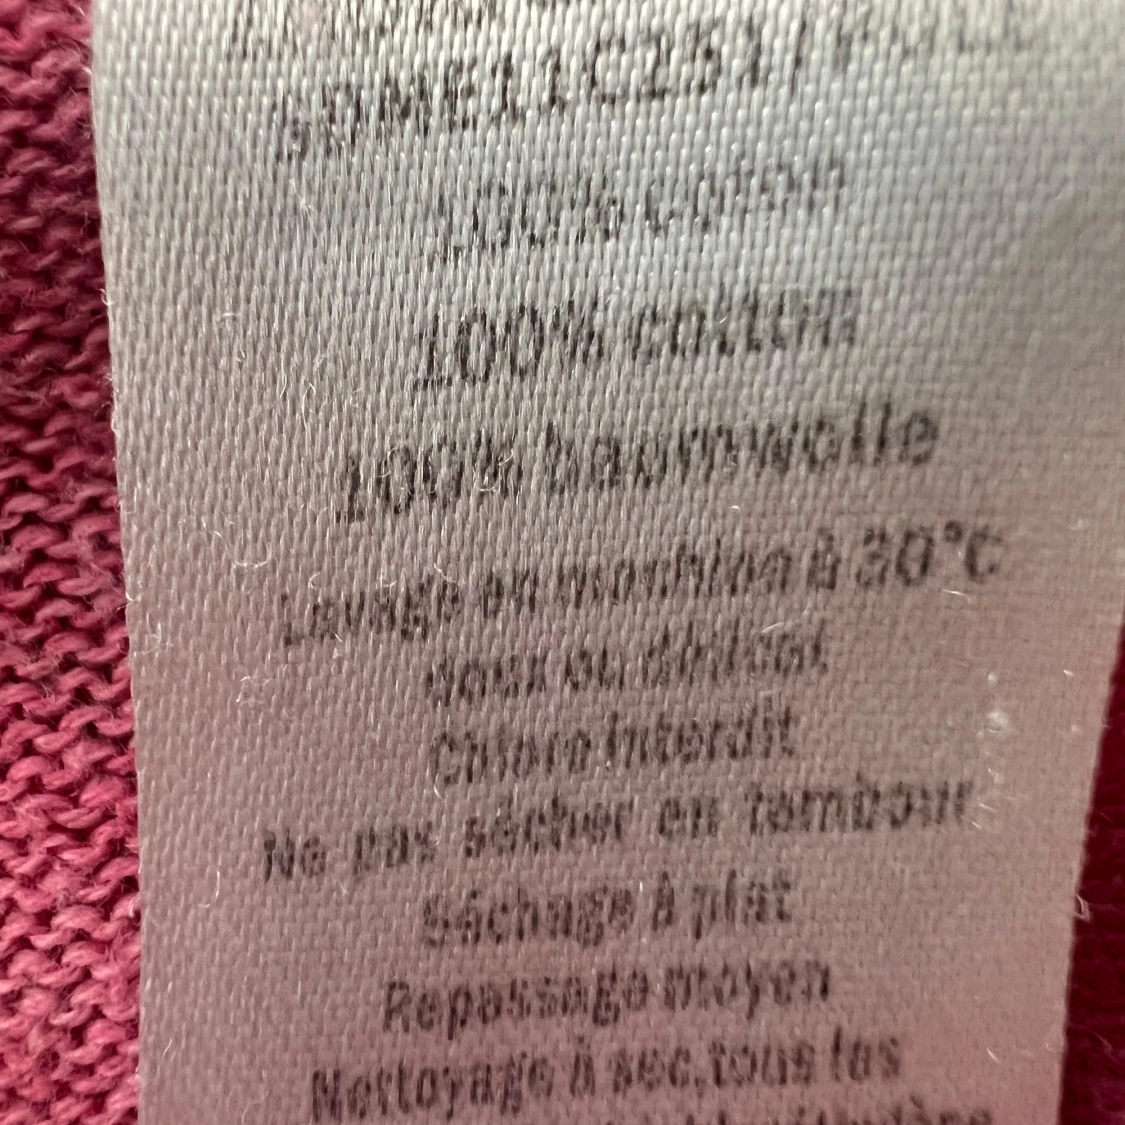 100% coton
100% cotton
100% baumwolle
Lavage en machine à 30°C
doux ou délicat
Chlore interdit
Ne pas sécher en tambour
Séchage à plat
Repassage moyen
Nettoyage à sec, tous les